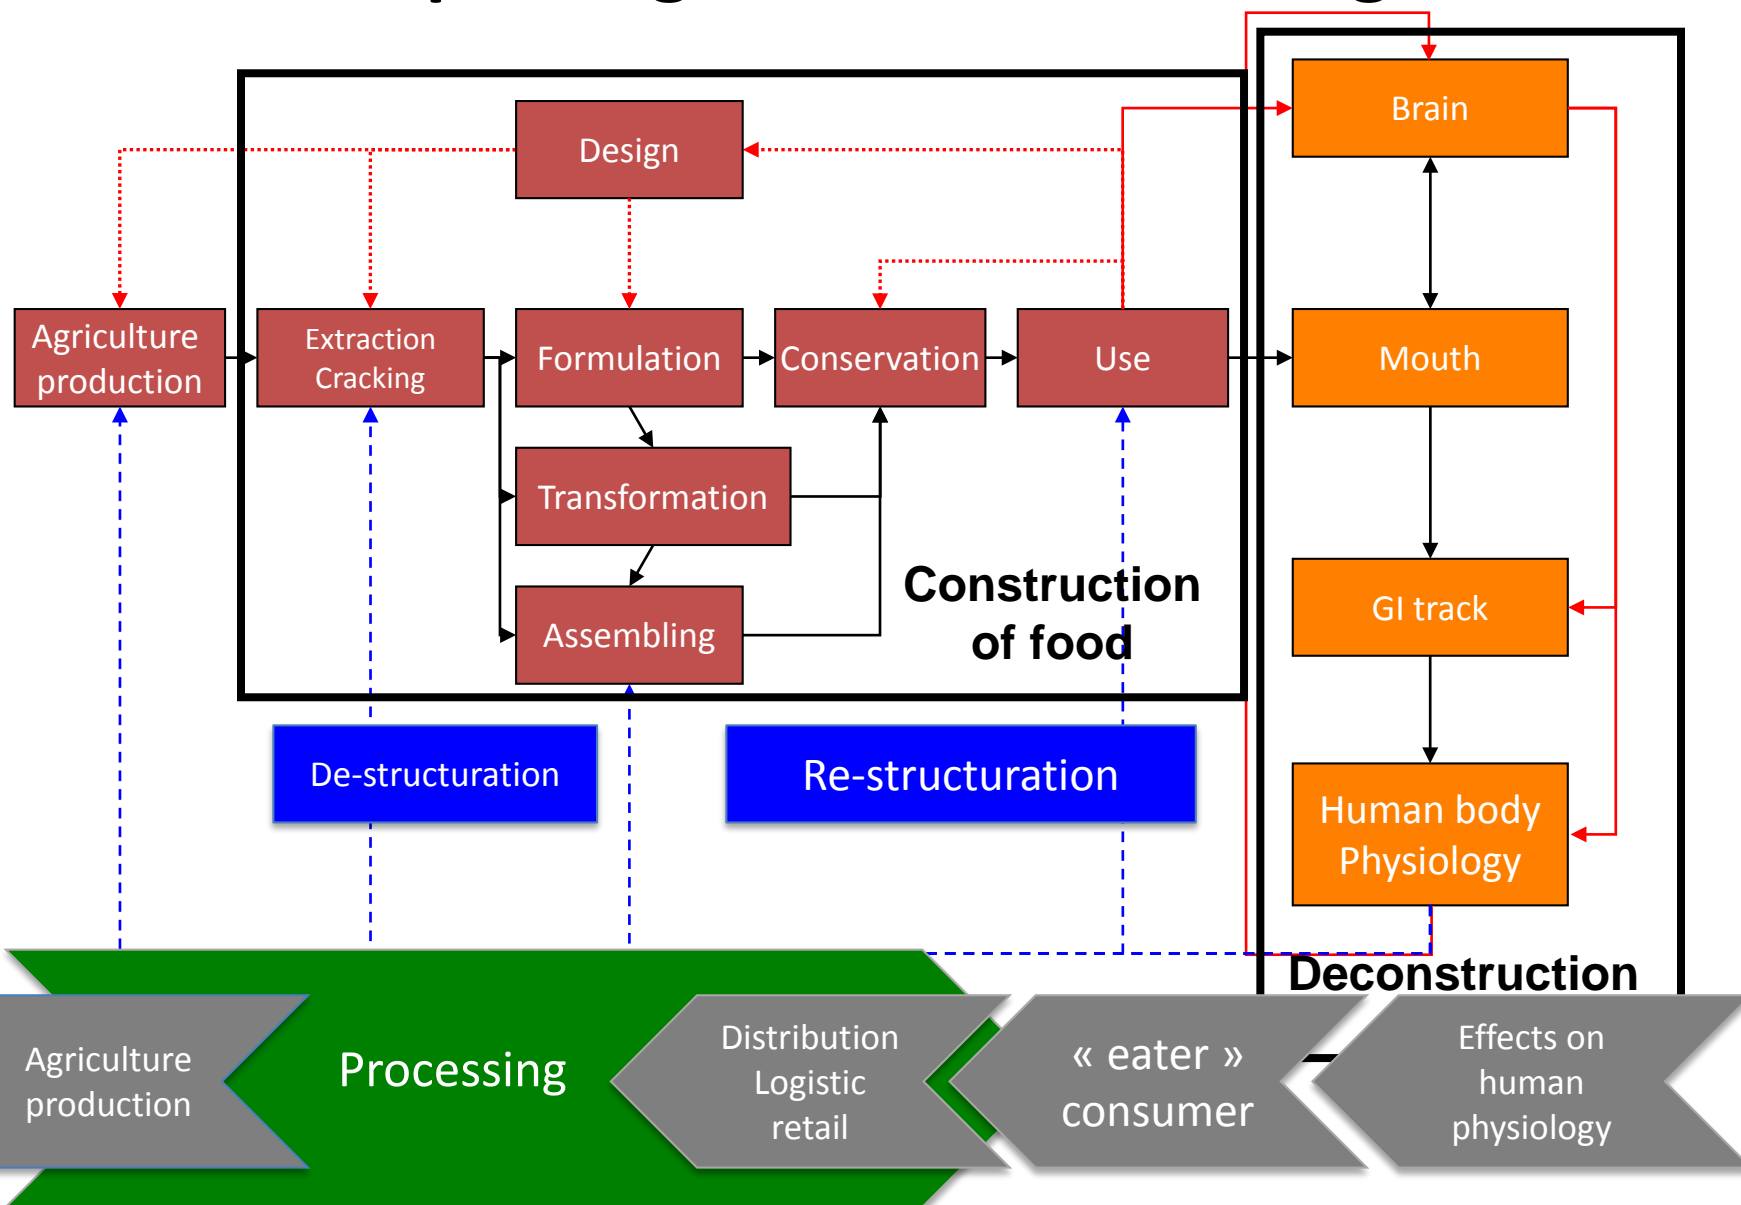 Brain
Design
Agriculture
production
Extraction
Cracking
Formulation
Conservation
Use
Mouth
Transformation
Construction
of food
GI track
Assembling
De-structuration
Re-structuration
Human body
Physiology
Deconstruction
Agriculture
production
Processing
Distribution
Logistic
retail
« eater »
consumer
Effects on
human
physiology